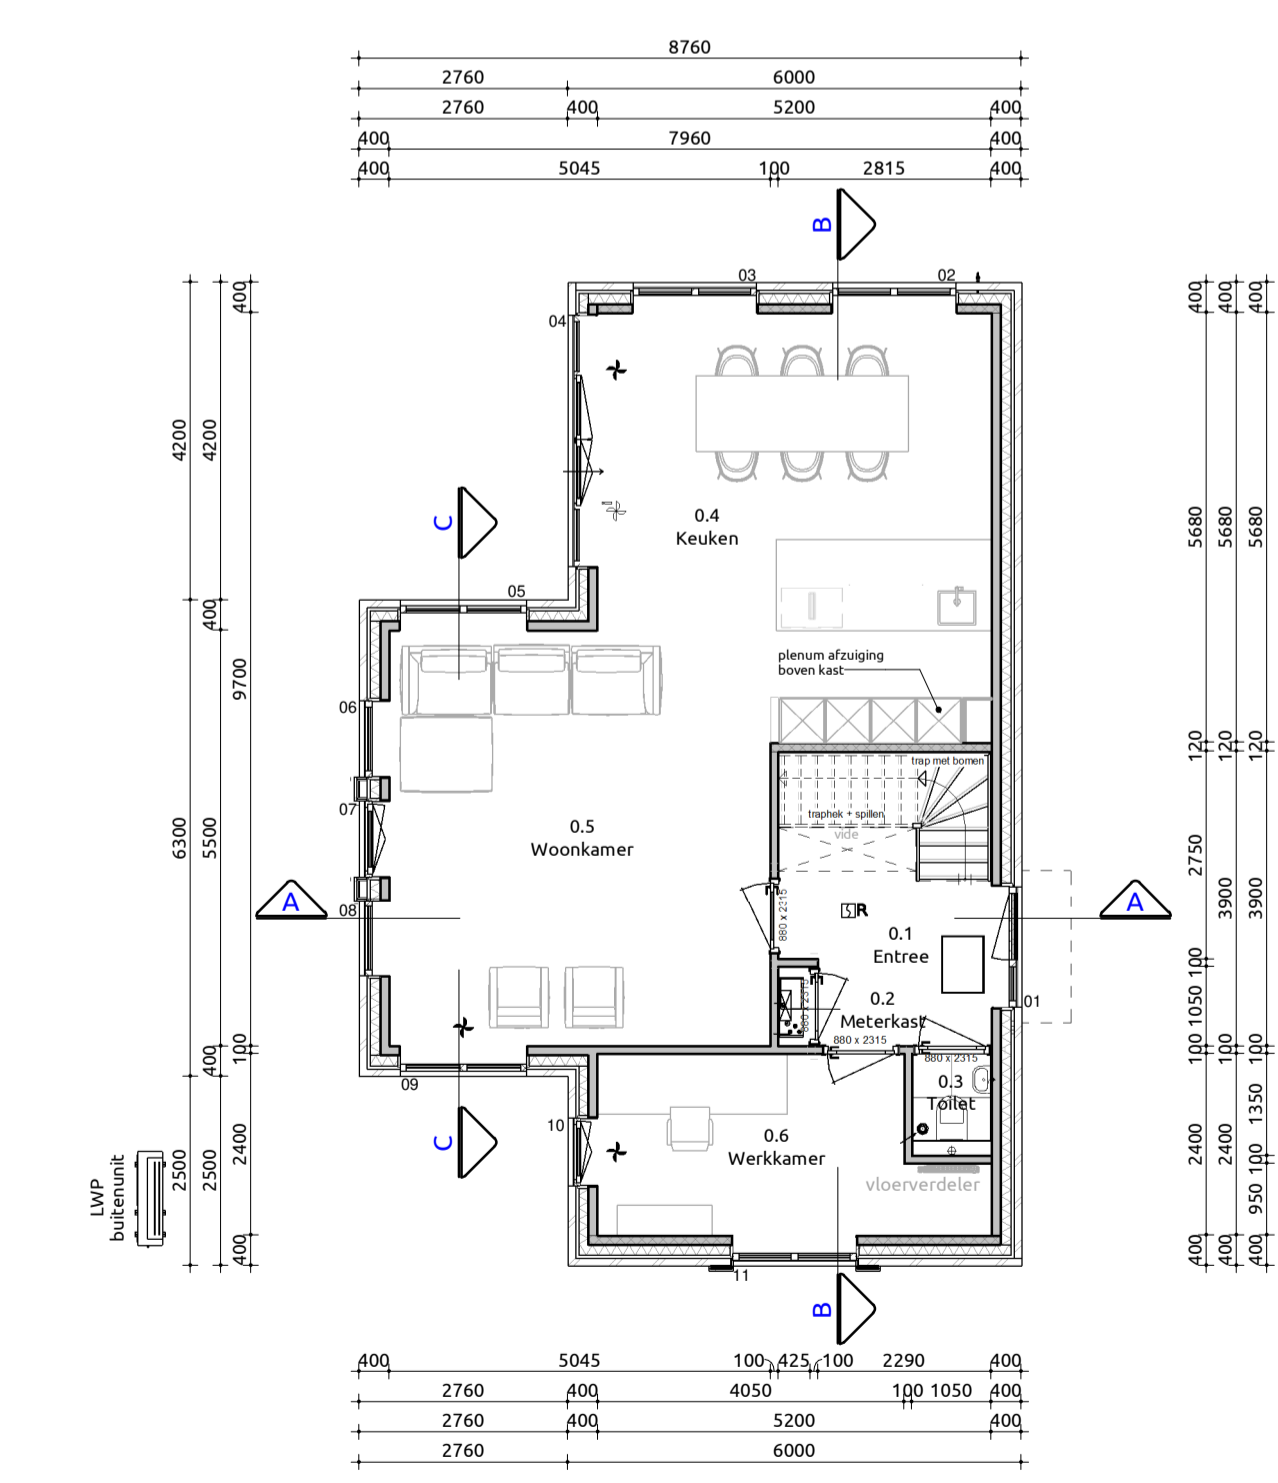 8760
2760 6000
2760 400 5200 400
400 7960 400
400 5045 100 2815 400
B
03 02
04
400
4200
4200
400
9700
6300
5500
400
100
2500
2500
2400
400
400 400 400
5680 5680 5680
120 120 120
2750
3900 3900
100
1050
100 100 100
1350
2400 2400
100
950
400 400 400
C
0.4
Keuken
05
plenum afzuiging
boven kast
06
trap met bomen
07
traphek + spillen
vide
0.5
Woonkamer
A
08
880 x 2315
R
0.1
Entree
A
01
0.2
Meterkast
880 x 2315
880 x 2315
880 x 2315
09
0.3
Toilet
10
0.6
Werkkamer
C
vloerverdeler
LWP
buitenunit
11
B
400 5045 100 425 100 2290 400
2760 400 4050 100 1050 400
2760 400 5200 400
2760 6000